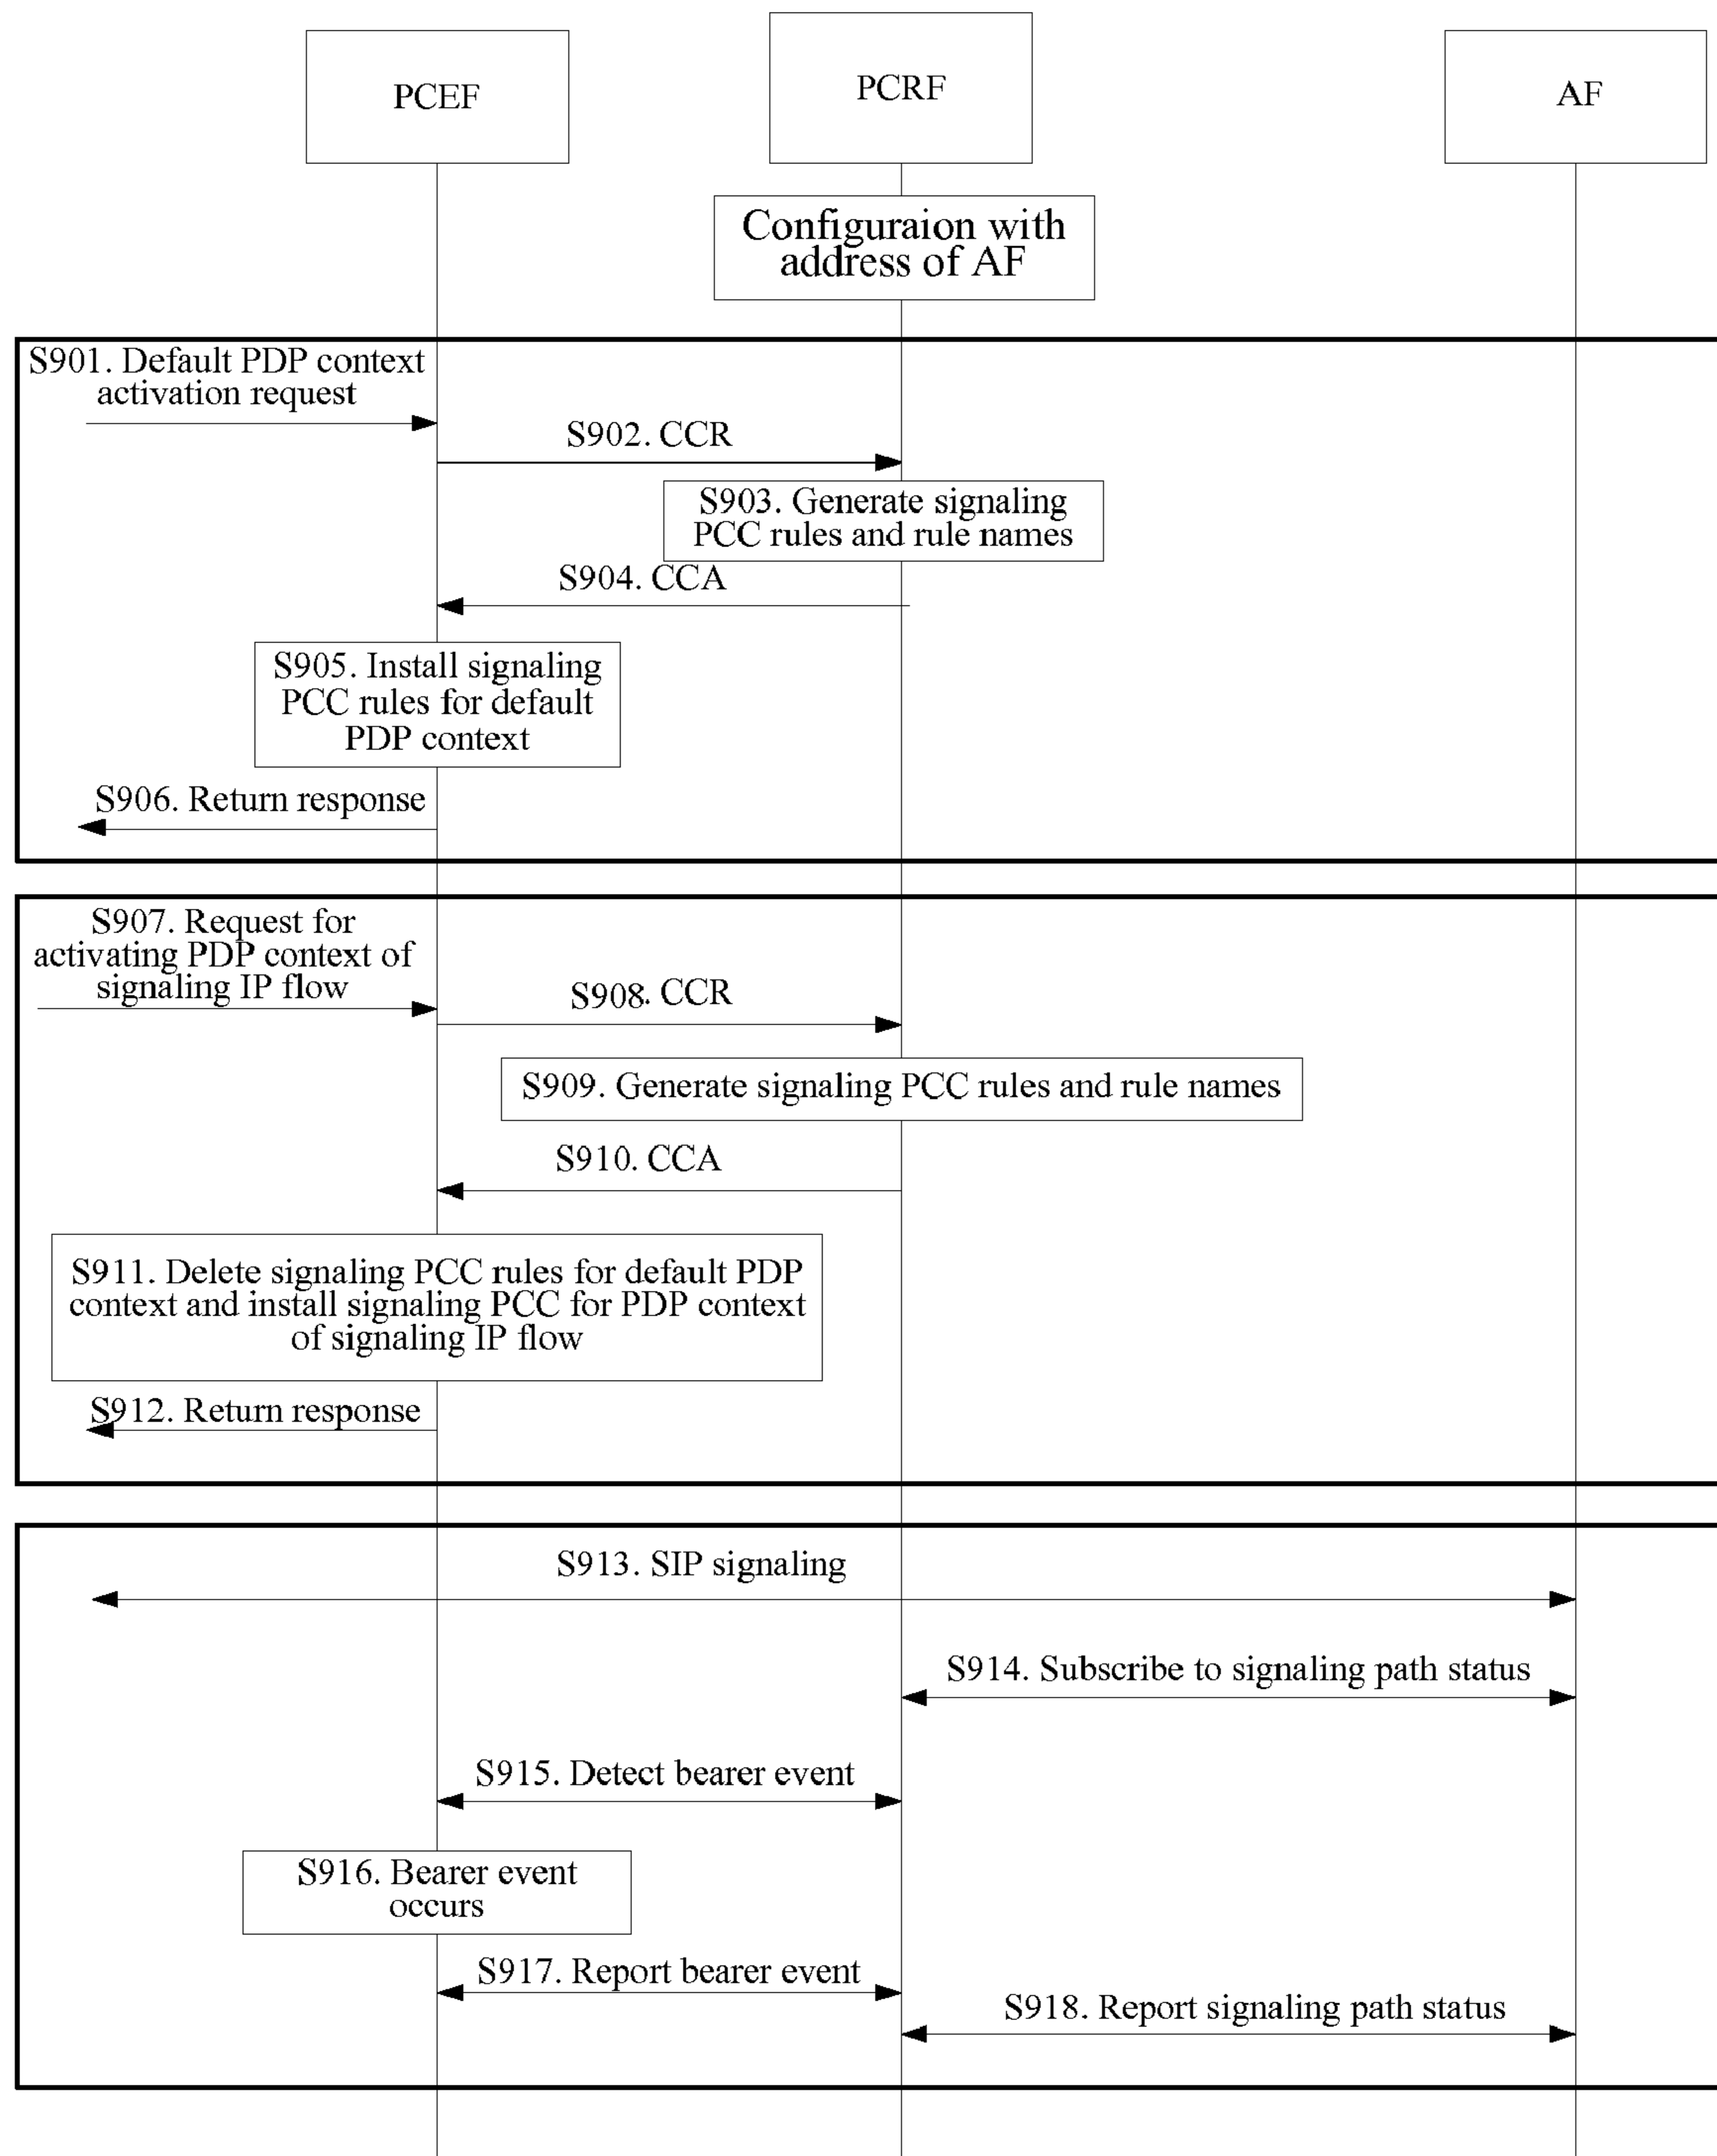 PCEF
PCRF
AF
Configuraion with
address of AF
S901. Default PDP context
activation request
S902. CCR
S903. Generate signaling
PCC rules and rule names
S904. CCA
S905. Install signaling
PCC rules for default
PDP context
S906. Return response
S907. Request for
activating PDP context of
signaling IP flow
S908. CCR
S909. Generate signaling PCC rules and rule names
S910. CCA
S911. Delete signaling PCC rules for default PDP
context and install signaling PCC for PDP context
of signaling IP flow
S912. Return response
S913. SIP signaling
S914. Subscribe to signaling path status
S915. Detect bearer event
S916. Bearer event
occurs
S917. Report bearer event
S918. Report signaling path status